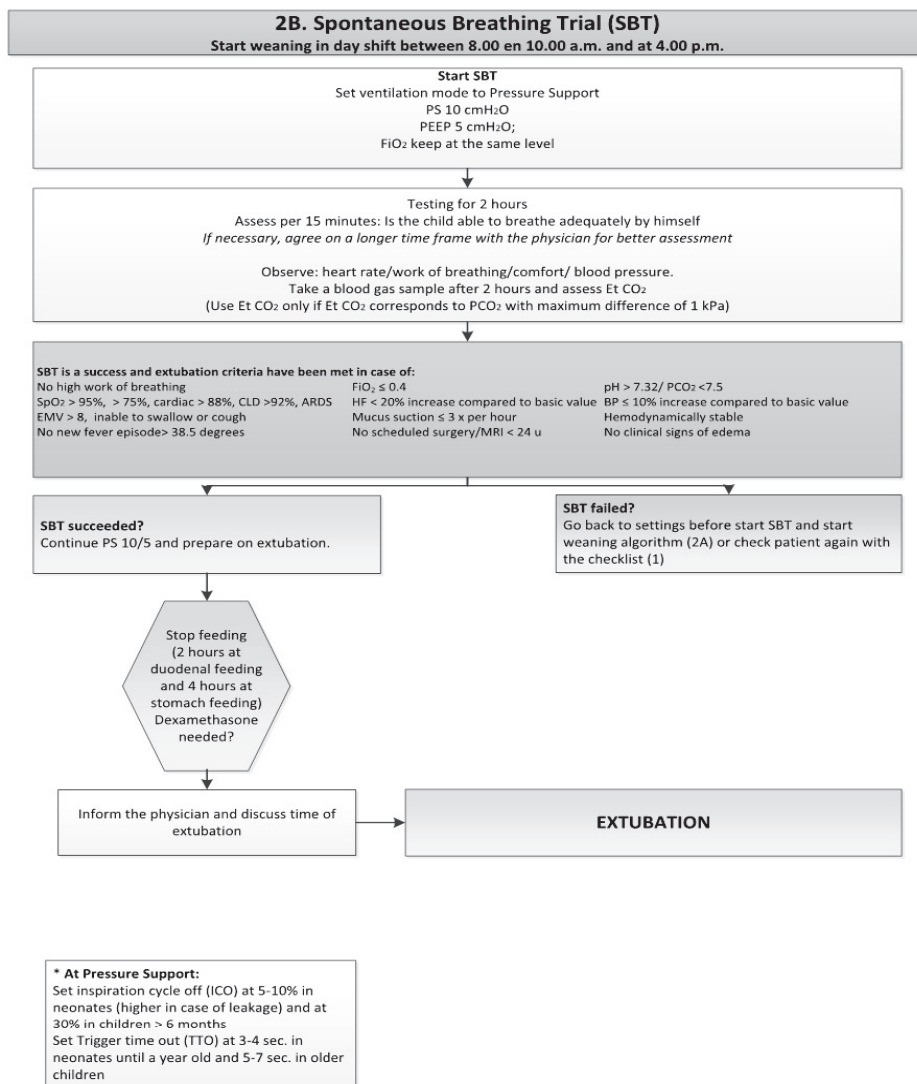 2B. Spontaneous Breathing Trial (SBT)
Start weaning in day shift between 8.00 en 10.00 a.m. and at 4.00 p.m.
Start SBT
Set ventilation mode to Pressure Support
PS 10 cmH₂O
PEEP 5 cmH₂O;
FiO₂ keep at the same level
Testing for 2 hours
Assess per 15 minutes: Is the child able to breathe adequately by himself
If necessary, agree on a longer time frame with the physician for better assessment
Observe: heart rate/work of breathing/comfort/ blood pressure.
Take a blood gas sample after 2 hours and assess Et CO₂
(Use Et CO₂ only if Et CO₂ corresponds to PCO₂ with maximum difference of 1 kPa)
SBT is a success and extubation criteria have been met in case of:
No high work of breathing FiO₂ ≤ 0.4 pH > 7.32/ PCO₂ <7.5
SpO₂ > 95%, > 75%, cardiac > 88%, CLD >92%, ARDS HF < 20% increase compared to basic value BP ≤ 10% increase compared to basic value
EMV > 8, inable to swallow or cough Mucus suction ≤ 3 x per hour Hemodynamically stable
No new fever episode> 38.5 degrees No scheduled surgery/MRI < 24 u No clinical signs of edema
SBT succeeded?
Continue PS 10/5 and prepare on extubation.
SBT failed?
Go back to settings before start SBT and start
weaning algorithm (2A) or check patient again with
the checklist (1)
Stop feeding
(2 hours at
duodenal feeding
and 4 hours at
stomach feeding)
Dexamethasone
needed?
Inform the physician and discuss time of
extubation
EXTUBATION
* At Pressure Support:
Set inspiration cycle off (ICO) at 5-10% in
neonates (higher in case of leakage) and at
30% in children > 6 months
Set Trigger time out (TTO) at 3-4 sec. in
neonates until a year old and 5-7 sec. in older
children